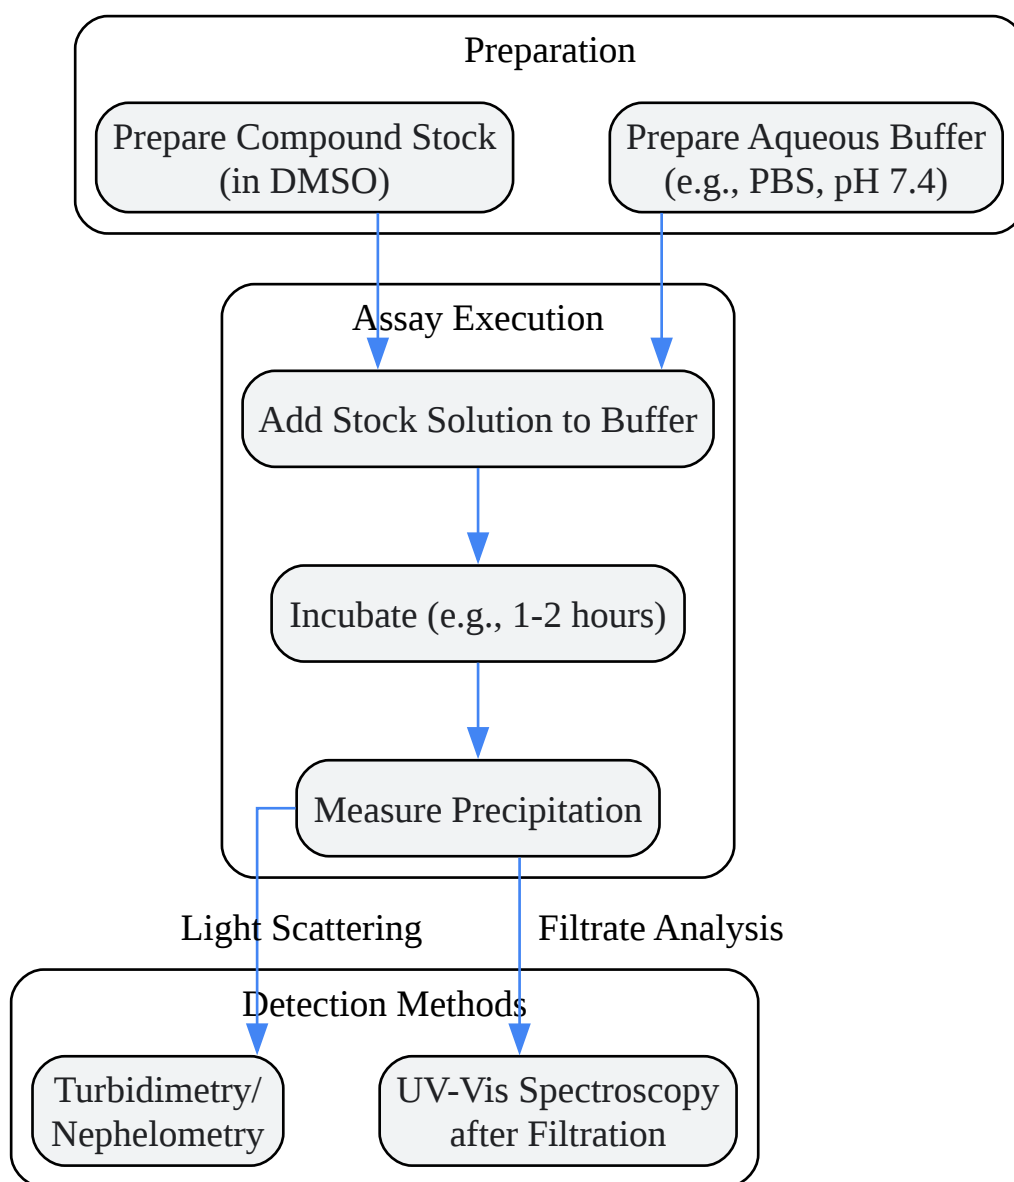 Preparation
Prepare Compound Stock
(in DMSO)
Prepare Aqueous Buffer
(e.g., PBS, pH 7.4)
Assay Execution
Add Stock Solution to Buffer
Incubate (e.g., 1-2 hours)
Measure Precipitation
Light Scattering
Filtrate Analysis
Detection Methods
Turbidimetry/
Nephelometry
UV-Vis Spectroscopy
after Filtration